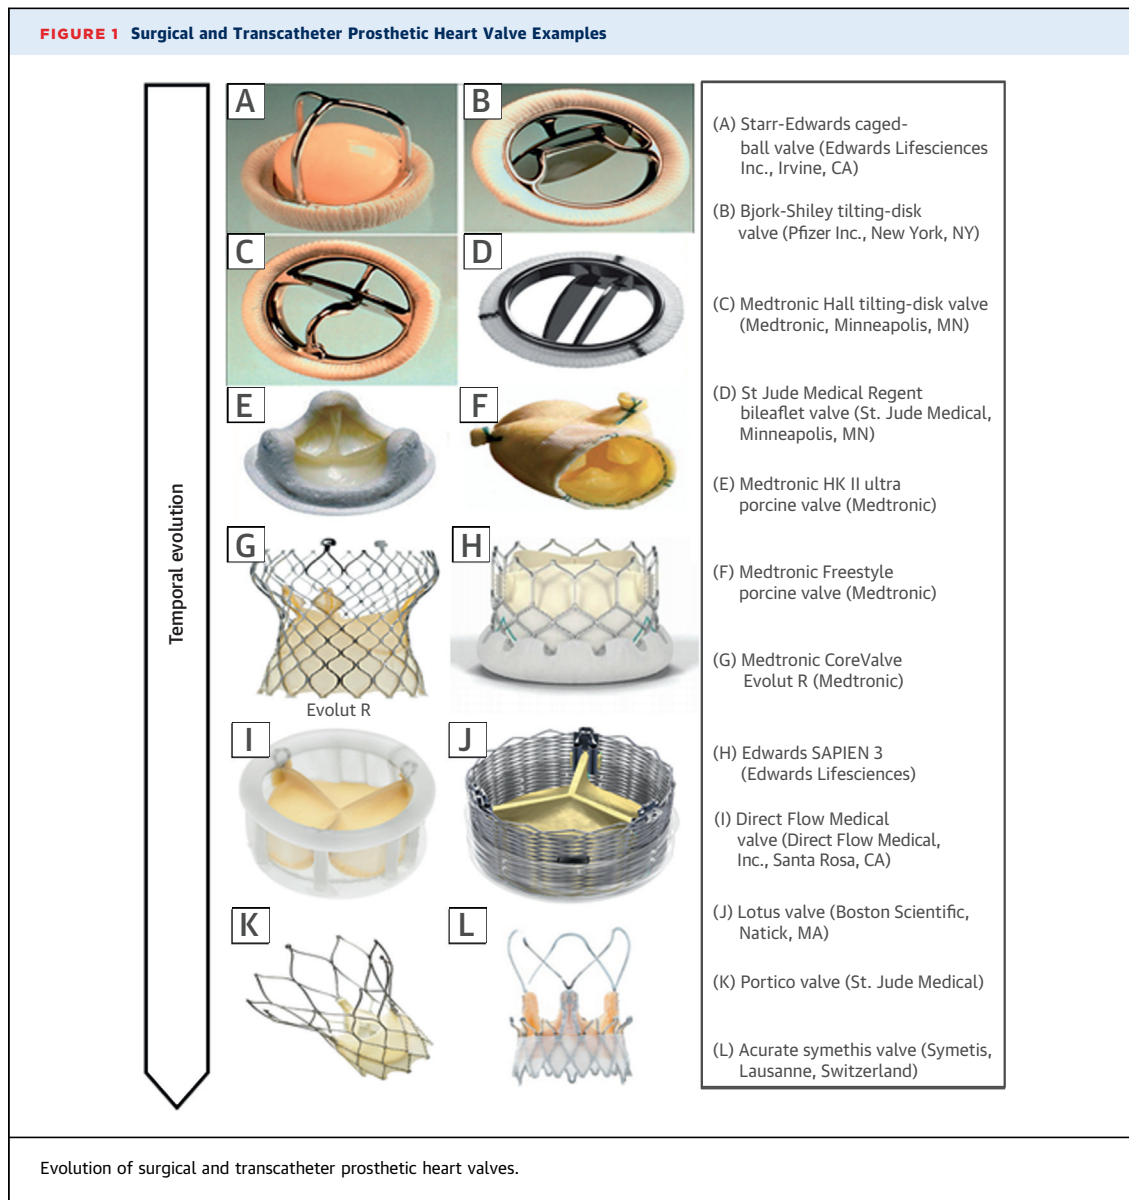 FIGURE 1 Surgical and Transcatheter Prosthetic Heart Valve Examples
Temporal evolution
A
B
C
D
E
F
G
H
Evolut R
I
J
K
L
(A) Starr-Edwards caged-
ball valve (Edwards Lifesciences
Inc., Irvine, CA)
(B) Bjork-Shiley tilting-disk
valve (Pfizer Inc., New York, NY)
(C) Medtronic Hall tilting-disk valve
(Medtronic, Minneapolis, MN)
(D) St Jude Medical Regent
bileaflet valve (St. Jude Medical,
Minneapolis, MN)
(E) Medtronic HK II ultra
porcine valve (Medtronic)
(F) Medtronic Freestyle
porcine valve (Medtronic)
(G) Medtronic CoreValve
Evolut R (Medtronic)
(H) Edwards SAPIEN 3
(Edwards Lifesciences)
(I) Direct Flow Medical
valve (Direct Flow Medical,
Inc., Santa Rosa, CA)
(J) Lotus valve (Boston Scientific,
Natick, MA)
(K) Portico valve (St. Jude Medical)
(L) Acurate symethis valve (Symetis,
Lausanne, Switzerland)
Evolution of surgical and transcatheter prosthetic heart valves.